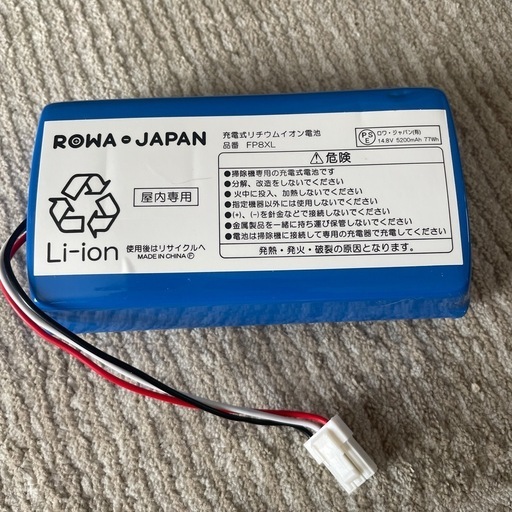 ROWA JAPAN
充電式リチウムイオン電池
品番 FP8XL
PSE
ロワ・ジャパン(有)
14.8V 5200mAh 77Wh
屋内専用
Li-ion
使用後はリサイクルへ
MADE IN CHINA Ⓟ
⚠危険
●掃除機専用の充電式電池です
●分解、改造をしないでください
●火中に投入、加熱しないでください
●指定機器以外には使用しないでください
●(+)、(-)を針金などで接続しないでください
●金属製品を一緒に持ち運び保管しないでください
●電池は掃除機に接続して専用の充電器で充電してください
発熱・発火・破裂の原因となります。